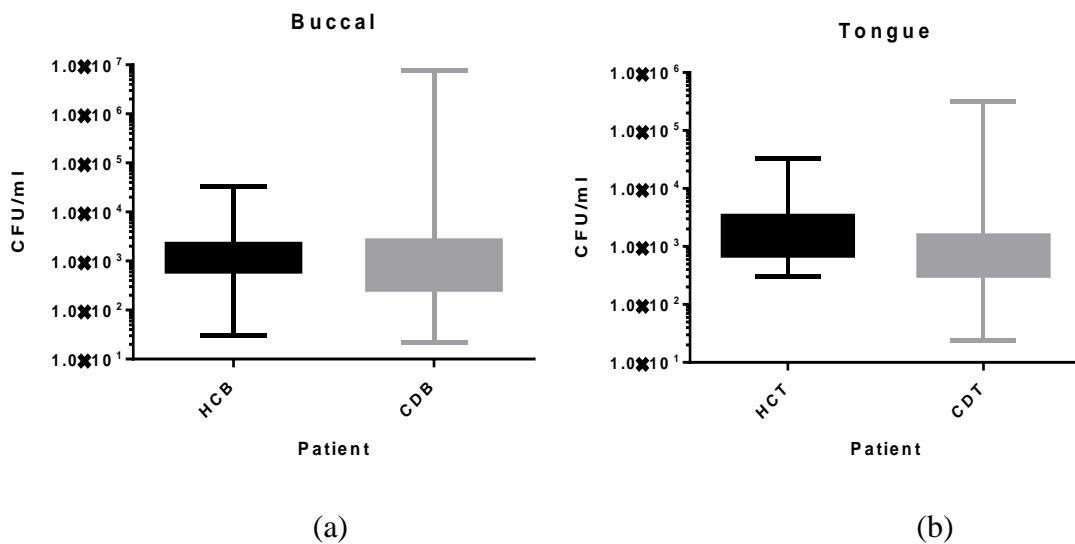 Buccal
1.0✖10⁷
1.0✖10⁶
1.0✖10⁵
1.0✖10⁴
1.0✖10³
1.0✖10²
1.0✖10¹
CFU/ml
HCB
CDB
Patient
(a)
Tongue
1.0✖10⁶
1.0✖10⁵
1.0✖10⁴
1.0✖10³
1.0✖10²
1.0✖10¹
CFU/ml
HCT
CDT
Patient
(b)